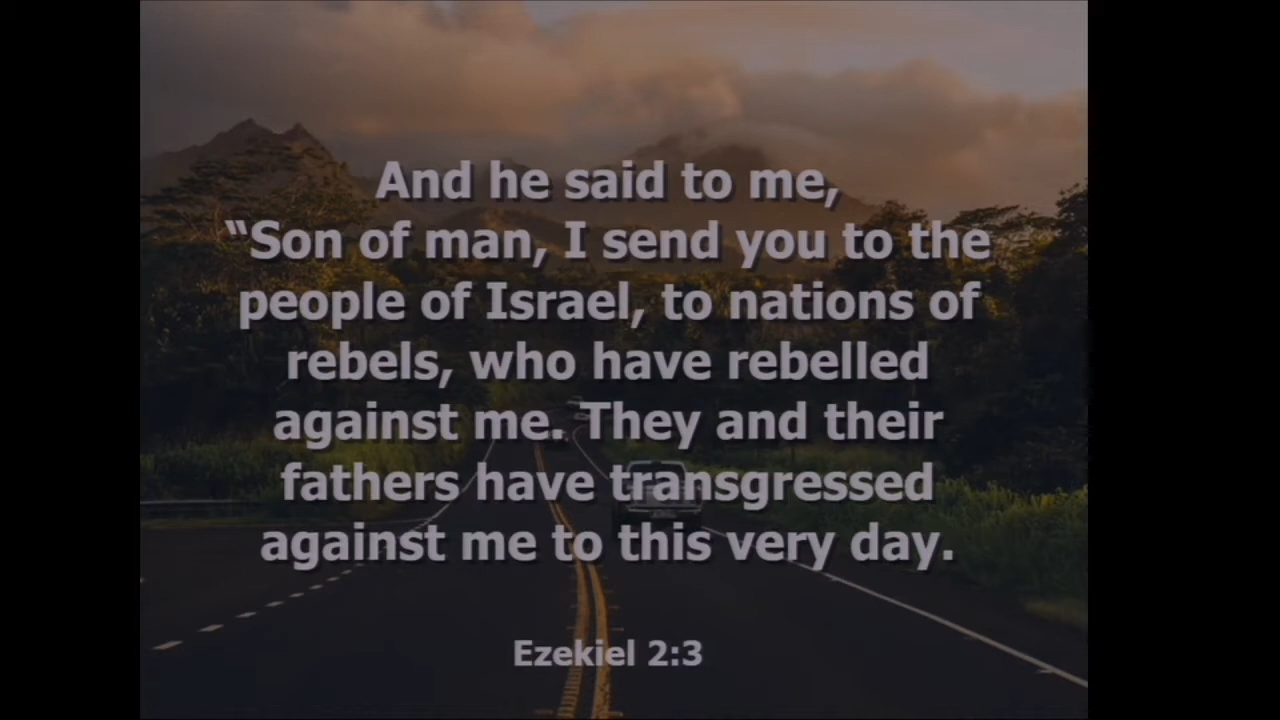 And he said to me,
“Son of man, I send you to the
people of Israel, to nations of
rebels, who have rebelled
against me. They and their
fathers have transgressed
against me to this very day.
Ezekiel 2:3